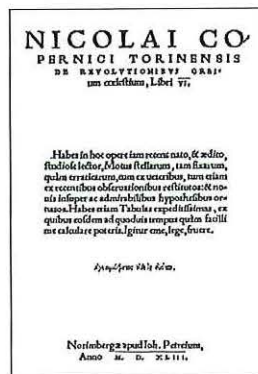 NICOLAI CO
PERNICI TORINENSIS
DE REVOLUTIONIBVS ORBI-
um cœlestium, Libri VI.
Habes in hoc opere iam recens nato, & ædito,
studiose lector, Motus stellarum, tam fixarum,
quàm erraticarum, cum ex ueteribus, tum etiam
ex recentibus obseruationibus restitutos: & no-
uis insuper ac admirabilibus hypothesibus or-
natos. Habes etiam Tabulas expeditissimas, ex
quibus eosdem ad quoduis tempus quàm facilli
me calculare poteris. Igitur eme, lege, fruere.
Norimbergæ apud Ioh. Petreium,
Anno M. D. XLIII.